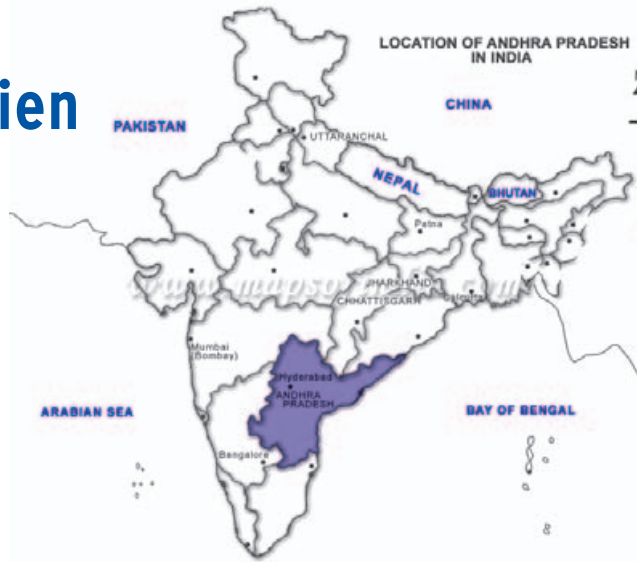 LOCATION OF ANDHRA PRADESH
IN INDIA
ien
CHINA
PAKISTAN
UTTARANCHAL
NEPAL
BHUTAN
Patna
JHARKHAND
CHHATTISGARH
Calcutta
Mumbai
(Bombay)
Hyderabad
ANDHRA
PRADESH
ARABIAN SEA
BAY OF BENGAL
Bangalore